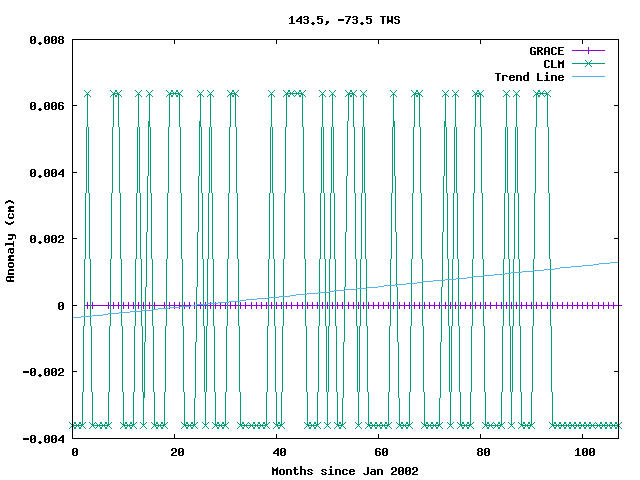 143.5, -73.5 TWS
GRACE
CLM
Trend Line
0.008
0.006
0.004
0.002
0
-0.002
-0.004
Anomaly (cm)
0 20 40 60 80 100
Months since Jan 2002